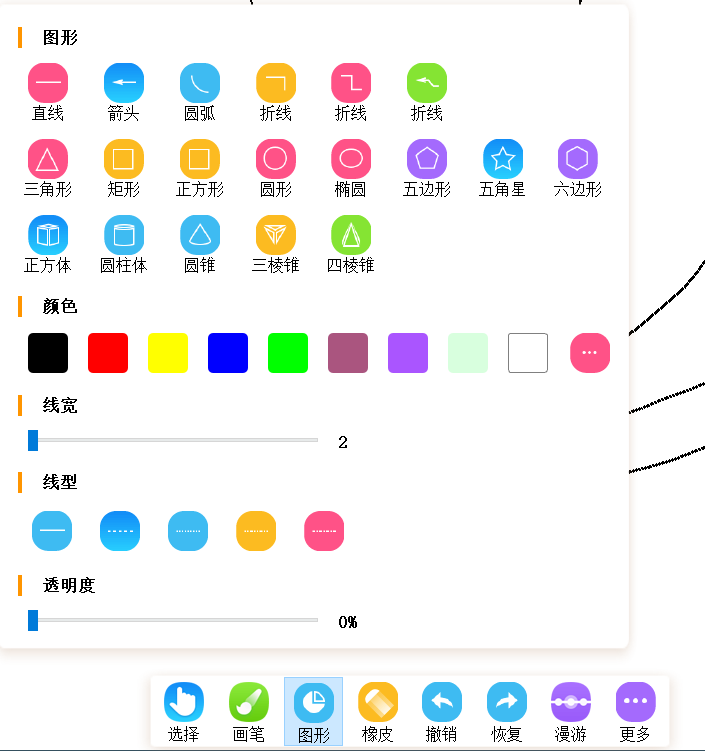 图形
直线 箭头 圆弧 折线 折线 折线
三角形 矩形 正方形 圆形 椭圆 五边形 五角星 六边形
正方体 圆柱体 圆锥 三棱锥 四棱锥
颜色
线宽
2
线型
透明度
0%
选择 画笔 图形 橡皮 撤销 恢复 漫游 更多